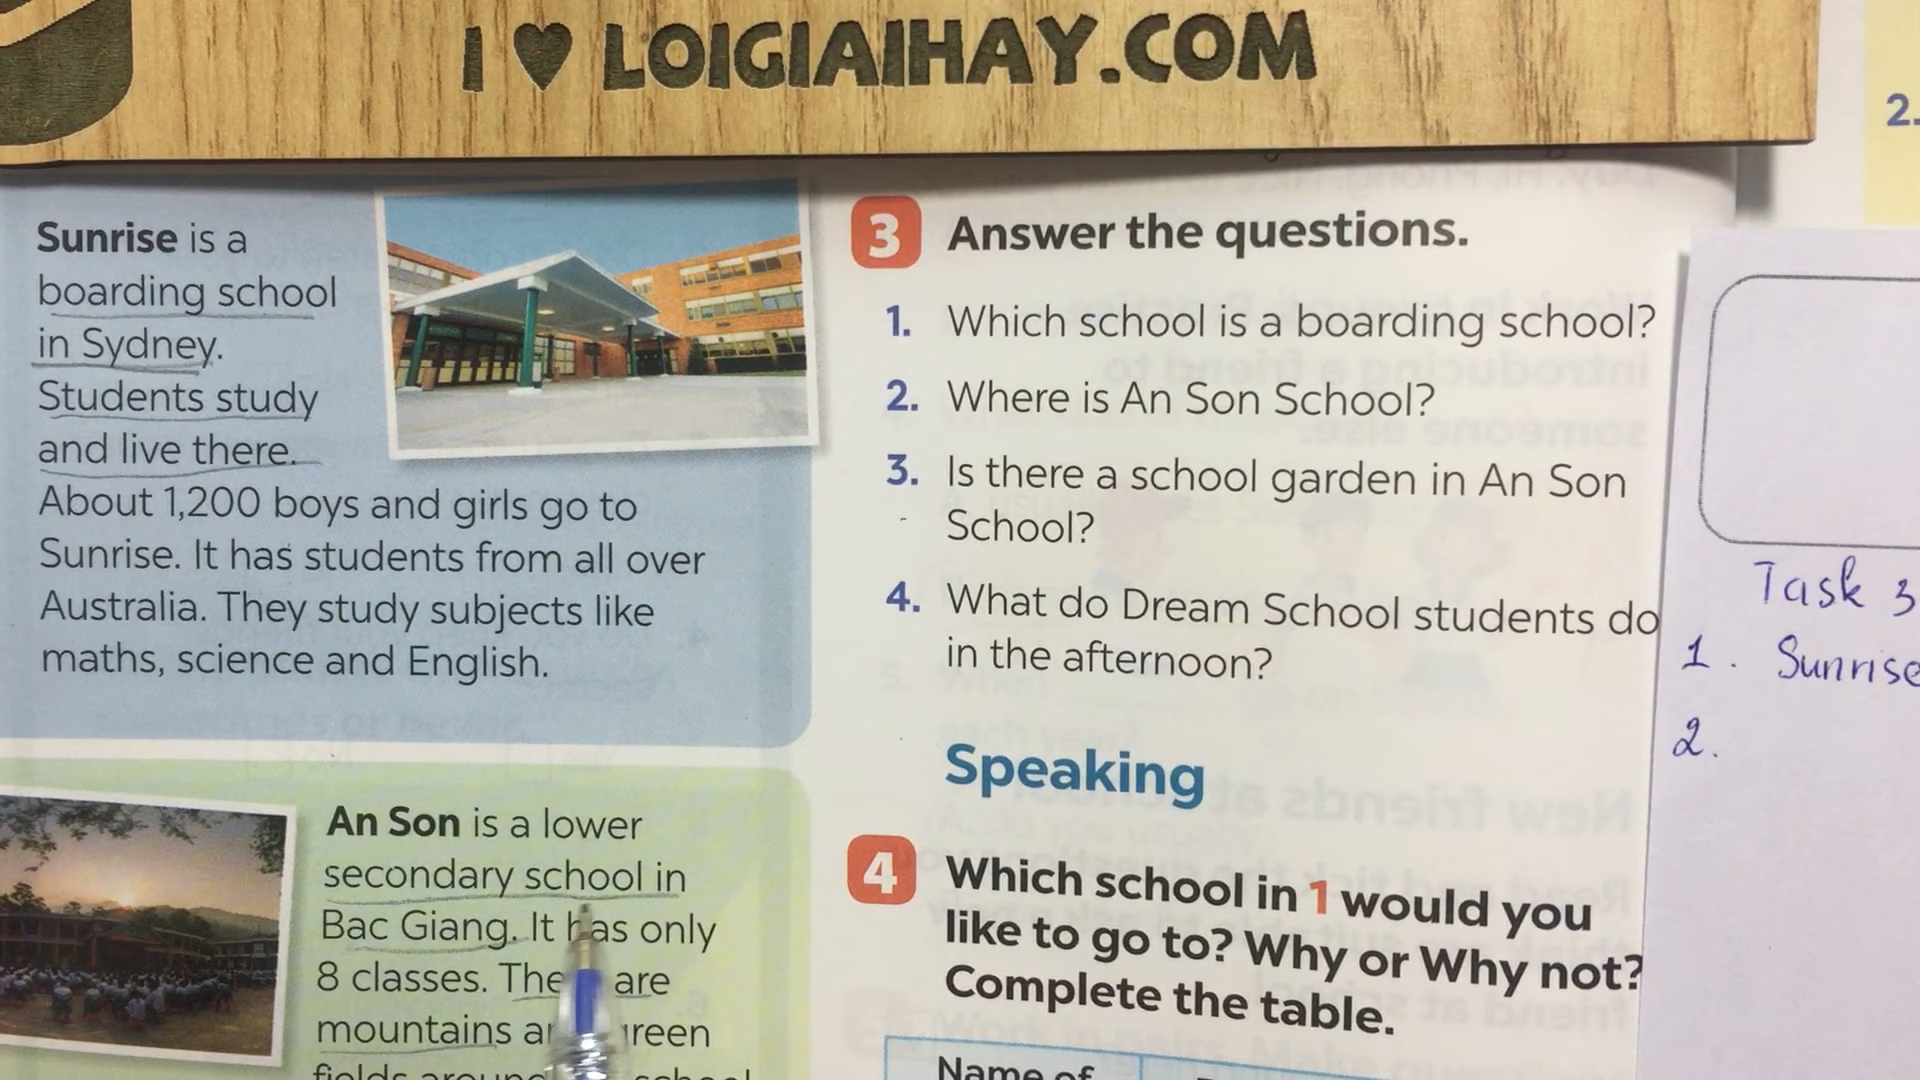 I ♥ LOIGIAIHAY.COM
2.
Sunrise is a
boarding school
in Sydney.
Students study
and live there.
About 1,200 boys and girls go to
Sunrise. It has students from all over
Australia. They study subjects like
maths, science and English.
An Son is a lower
secondary school in
Bac Giang. It has only
8 classes. The are
mountains green
3 Answer the questions.
1. Which school is a boarding school?
2. Where is An Son School?
3. Is there a school garden in An Son
School?
4. What do Dream School students do
in the afternoon?
Speaking
4 Which school in 1 would you
like to go to? Why or Why not?
Complete the table.
Name of
Task 3
1. Sunrise
2.